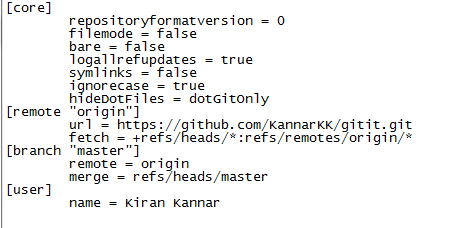 [core]
repositoryformatversion = 0
filemode = false
bare = false
logallrefupdates = true
symlinks = false
ignorecase = true
hideDotFiles = dotGitOnly
[remote "origin"]
url = https://github.com/KannarKK/gitit.git
fetch = +refs/heads/*:refs/remotes/origin/*
[branch "master"]
remote = origin
merge = refs/heads/master
[user]
name = Kiran Kannar